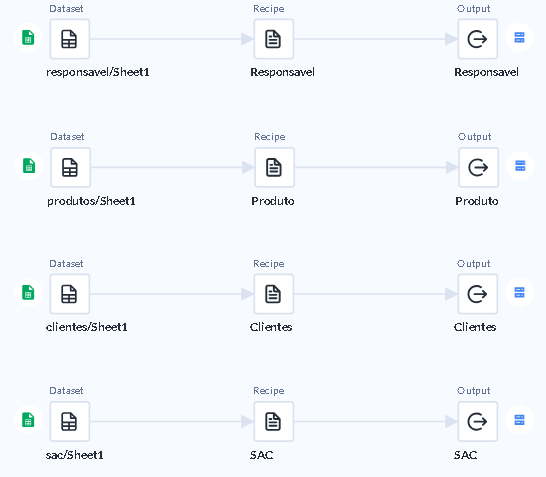 Dataset Recipe Output
responsavel/Sheet1 Responsavel Responsavel
Dataset Recipe Output
produtos/Sheet1 Produto Produto
Dataset Recipe Output
clientes/Sheet1 Clientes Clientes
Dataset Recipe Output
sac/Sheet1 SAC SAC